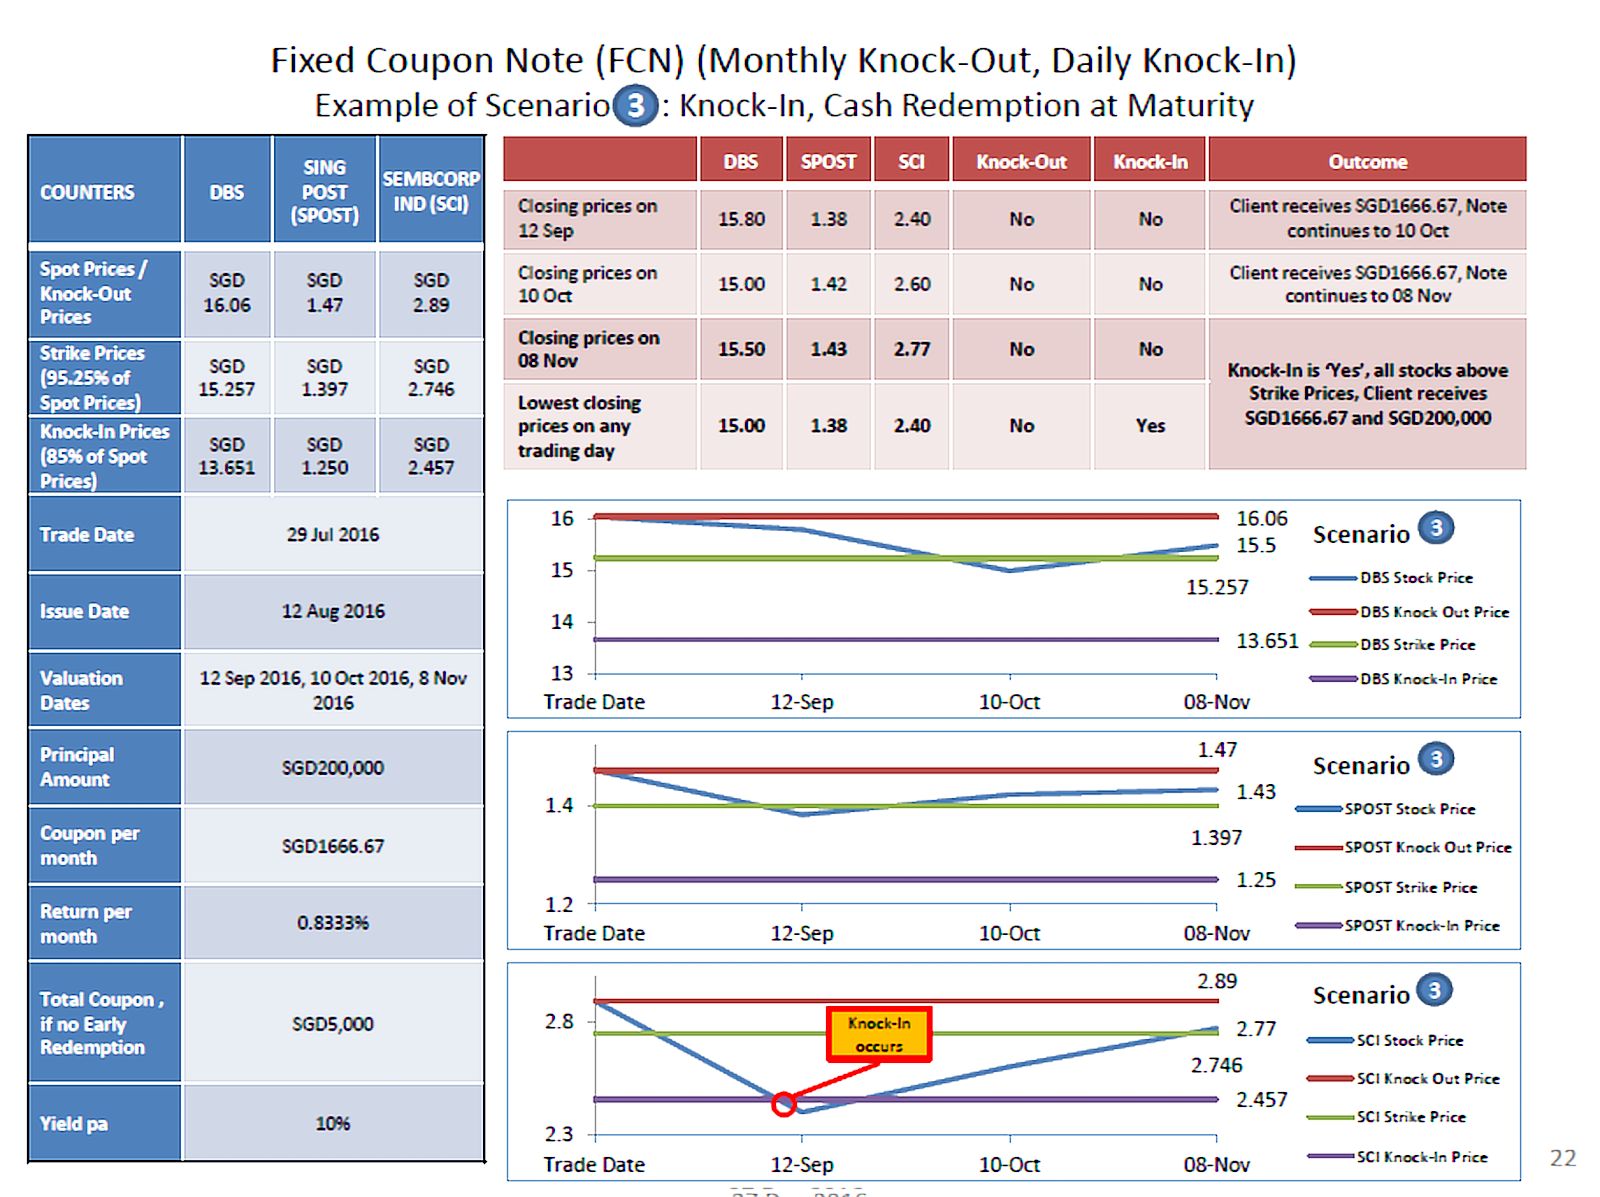 Fixed Coupon Note (FCN) (Monthly Knock-Out, Daily Knock-In)
Example of Scenario 3 : Knock-In, Cash Redemption at Maturity
COUNTERS
DBS
SING
POST
(SPOST)
SEMBCORP
IND (SCI)
Spot Prices /
Knock-Out
Prices
SGD
16.06
SGD
1.47
SGD
2.89
Strike Prices
(95.25% of
Spot Prices)
SGD
15.257
SGD
1.397
SGD
2.746
Knock-In Prices
(85% of Spot
Prices)
SGD
13.651
SGD
1.250
SGD
2.457
Trade Date
29 Jul 2016
Issue Date
12 Aug 2016
Valuation
Dates
12 Sep 2016, 10 Oct 2016, 8 Nov
2016
Principal
Amount
SGD200,000
Coupon per
month
SGD1666.67
Return per
month
0.8333%
Total Coupon ,
if no Early
Redemption
SGD5,000
Yield pa
10%
DBS SPOST SCI Knock-Out Knock-In Outcome
Closing prices on
12 Sep
15.80 1.38 2.40 No No
Client receives SGD1666.67, Note
continues to 10 Oct
Closing prices on
10 Oct
15.00 1.42 2.60 No No
Client receives SGD1666.67, Note
continues to 08 Nov
Closing prices on
08 Nov
15.50 1.43 2.77 No No
Lowest closing
prices on any
trading day
15.00 1.38 2.40 No Yes
Knock-In is ‘Yes’, all stocks above
Strike Prices, Client receives
SGD1666.67 and SGD200,000
16
15
14
13
Trade Date 12-Sep 10-Oct 08-Nov
16.06
15.5
15.257
13.651
Scenario 3
DBS Stock Price
DBS Knock Out Price
DBS Strike Price
DBS Knock-In Price
1.4
1.2
Trade Date 12-Sep 10-Oct 08-Nov
1.47
1.43
1.397
1.25
Scenario 3
SPOST Stock Price
SPOST Knock Out Price
SPOST Strike Price
SPOST Knock-In Price
2.8
2.3
Trade Date 12-Sep 10-Oct 08-Nov
Knock-In
occurs
2.89
2.77
2.746
2.457
Scenario 3
SCI Stock Price
SCI Knock Out Price
SCI Strike Price
SCI Knock-In Price
22